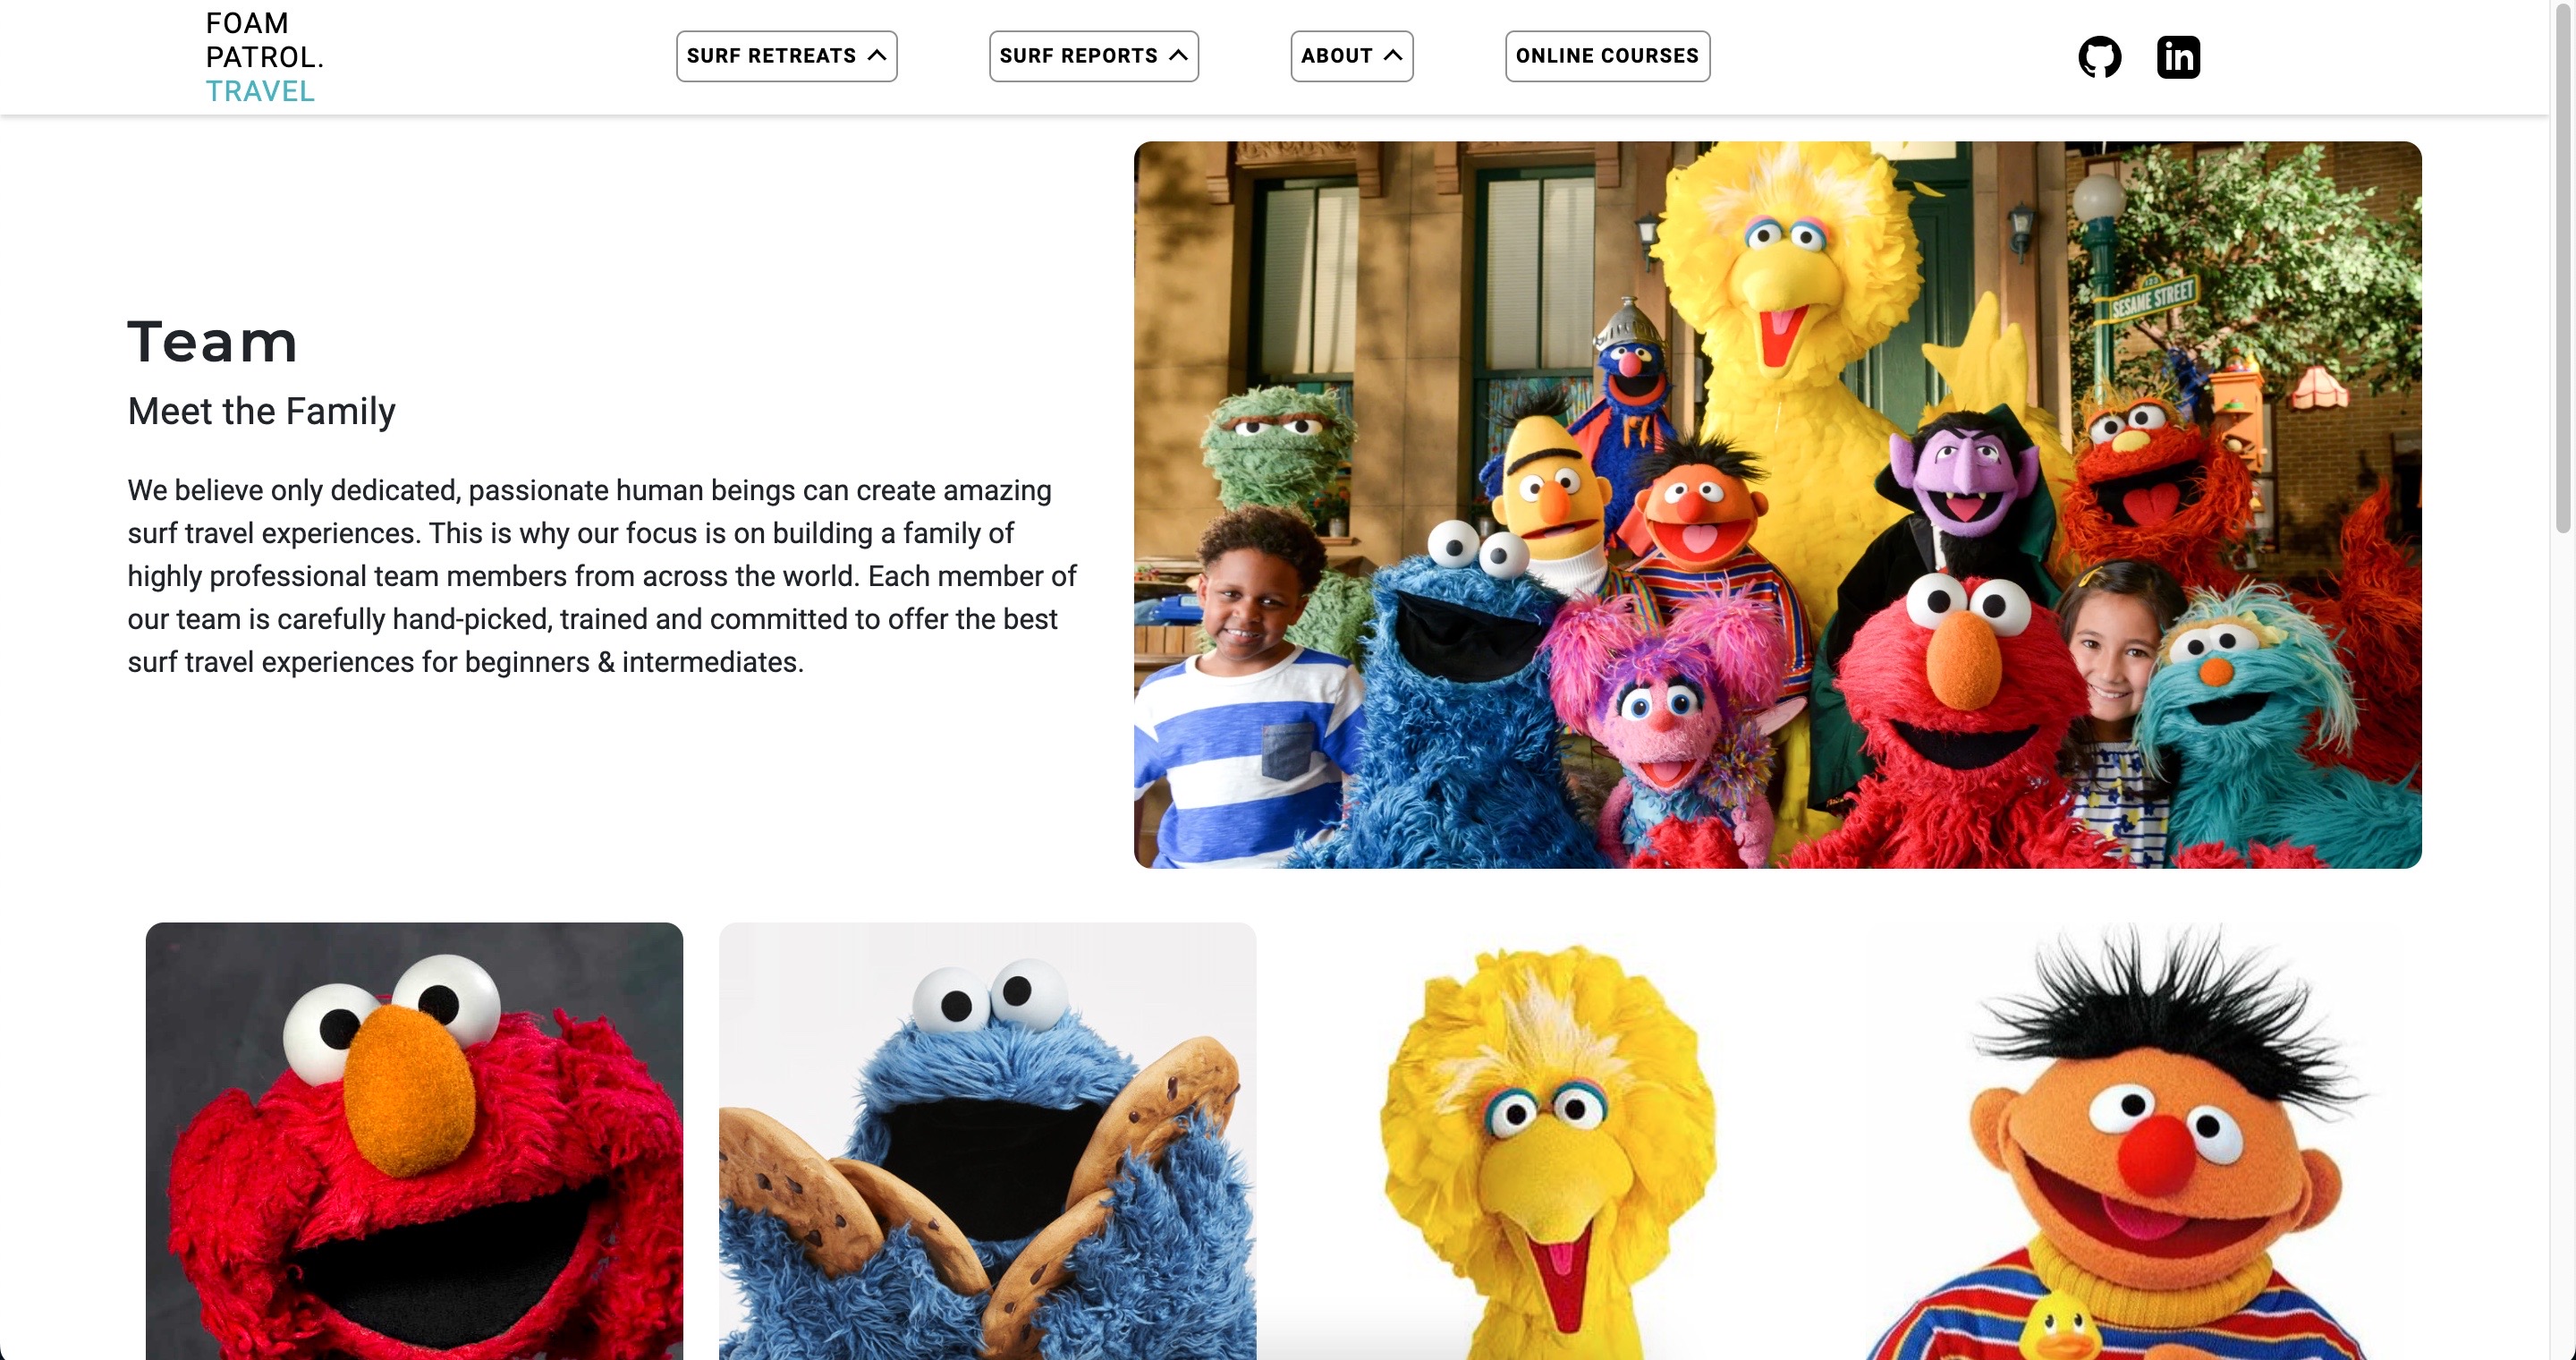 FOAM
PATROL.
TRAVEL
SURF RETREATS
SURF REPORTS
ABOUT
ONLINE COURSES
in
Team
Meet the Family
We believe only dedicated, passionate human beings can create amazing
surf travel experiences. This is why our focus is on building a family of
highly professional team members from across the world. Each member of
our team is carefully hand-picked, trained and committed to offer the best
surf travel experiences for beginners & intermediates.
123
SESAME STREET